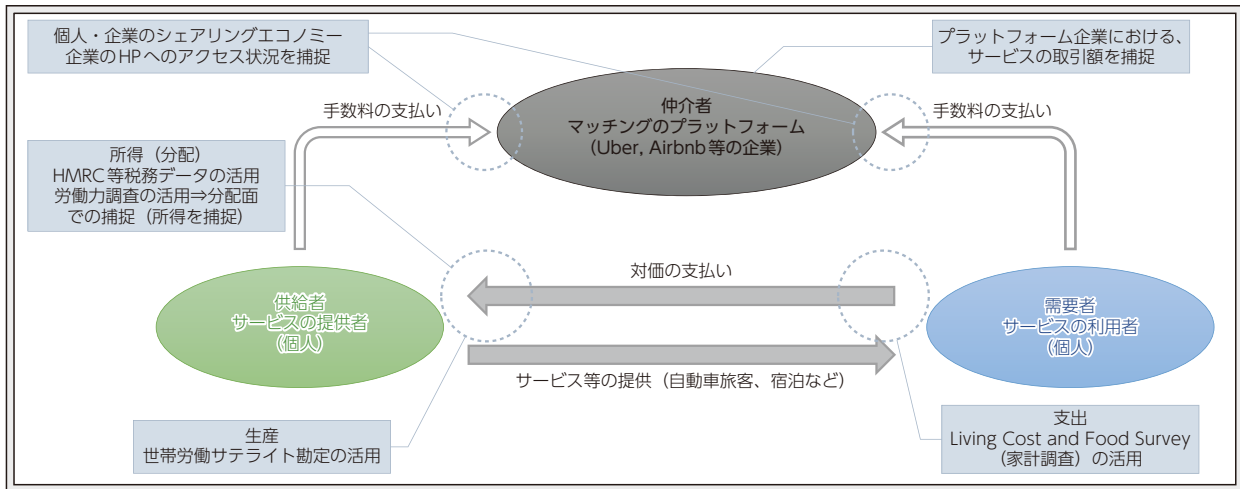 個人・企業のシェアリングエコノミー
企業のHPへのアクセス状況を捕捉
プラットフォーム企業における、
サービスの取引額を捕捉
手数料の支払い
仲介者
マッチングのプラットフォーム
(Uber, Airbnb等の企業)
手数料の支払い
所得（分配）
HMRC等税務データの活用
労働力調査の活用⇒分配面
での捕捉（所得を捕捉）
対価の支払い
供給者
サービスの提供者
(個人)
需要者
サービスの利用者
(個人)
サービス等の提供（自動車旅客、宿泊など）
生産
世帯労働サテライト勘定の活用
支出
Living Cost and Food Survey
（家計調査）の活用